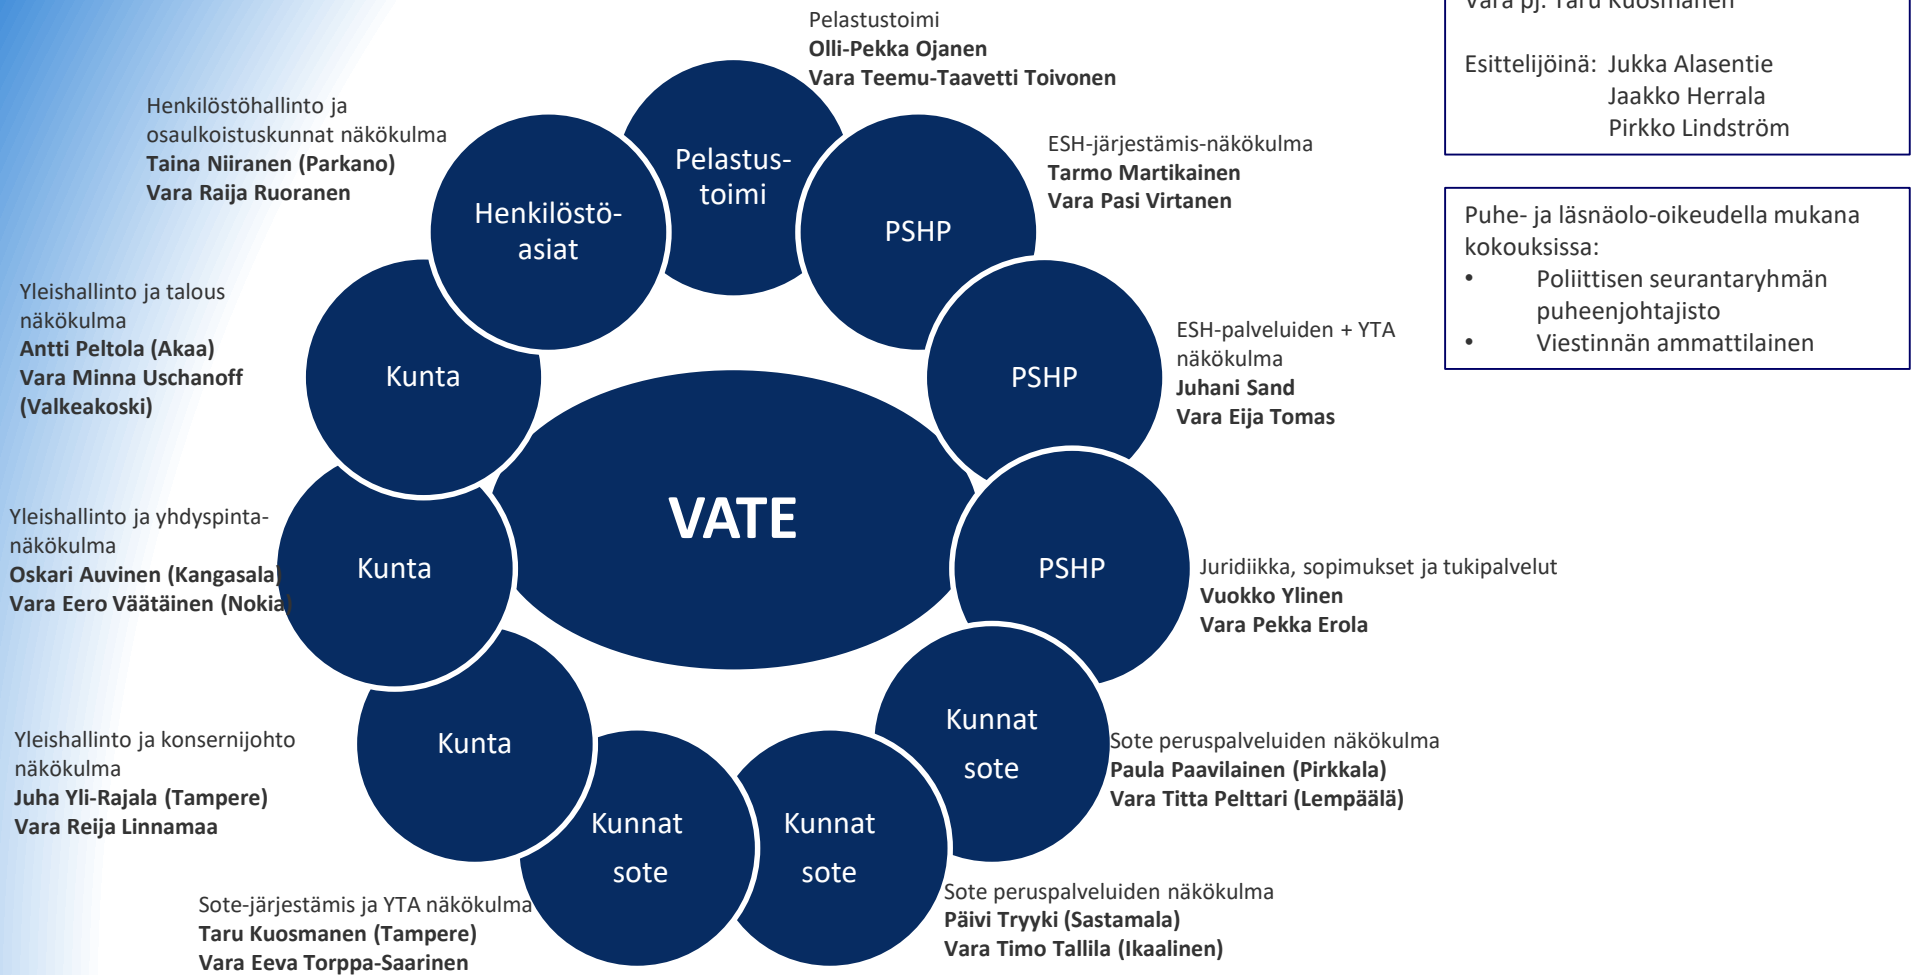 Pelastustoimi
Olli-Pekka Ojanen
Vara Teemu-Taavetti Toivonen
Vara pj. Taru Kuosmanen
Esittelijöinä: Jukka Alasentie
Jaakko Herrala
Pirkko Lindström
Henkilöstöhallinto ja
osaulkoistuskunnat näkökulma
Taina Niiranen (Parkano)
Vara Raija Ruoranen
Pelastus-
toimi
ESH-järjestämis-näkökulma
Tarmo Martikainen
Vara Pasi Virtanen
Henkilöstö-
asiat
PSHP
Puhe- ja läsnäolo-oikeudella mukana
kokouksissa:
• Poliittisen seurantaryhmän
puheenjohtajisto
• Viestinnän ammattilainen
Yleishallinto ja talous
näkökulma
Antti Peltola (Akaa)
Vara Minna Uschanoff
(Valkeakoski)
Kunta
PSHP
ESH-palveluiden + YTA
näkökulma
Juhani Sand
Vara Eija Tomas
VATE
Yleishallinto ja yhdyspinta-
näkökulma
Oskari Auvinen (Kangasala)
Vara Eero Väätäinen (Nokia)
Kunta
PSHP
Juridiikka, sopimukset ja tukipalvelut
Vuokko Ylinen
Vara Pekka Erola
Yleishallinto ja konsernijohto
näkökulma
Juha Yli-Rajala (Tampere)
Vara Reija Linnamaa
Kunta
Kunnat
sote
Sote peruspalveluiden näkökulma
Paula Paavilainen (Pirkkala)
Vara Titta Pelttari (Lempäälä)
Kunnat
sote
Kunnat
sote
Sote-järjestämis ja YTA näkökulma
Taru Kuosmanen (Tampere)
Vara Eeva Torppa-Saarinen
Sote peruspalveluiden näkökulma
Päivi Tryyki (Sastamala)
Vara Timo Tallila (Ikaalinen)